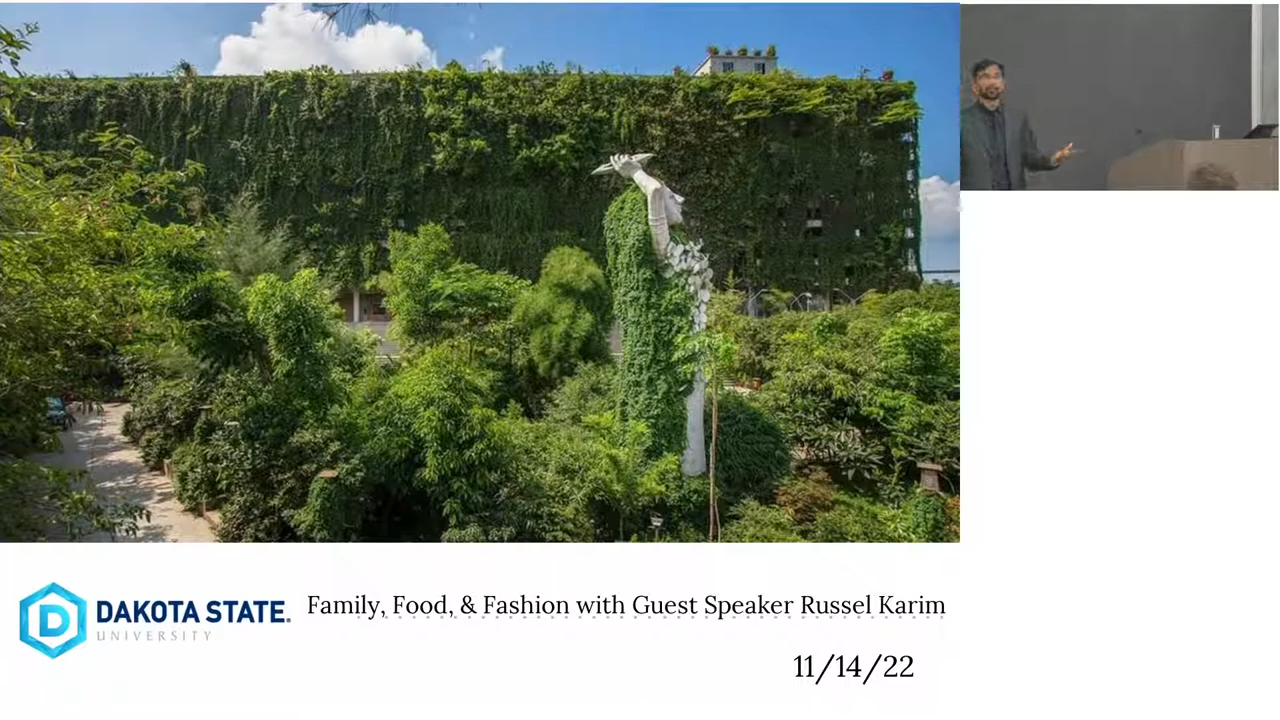 DAKOTA STATE.
UNIVERSITY
Family, Food, & Fashion with Guest Speaker Russel Karim
11/14/22